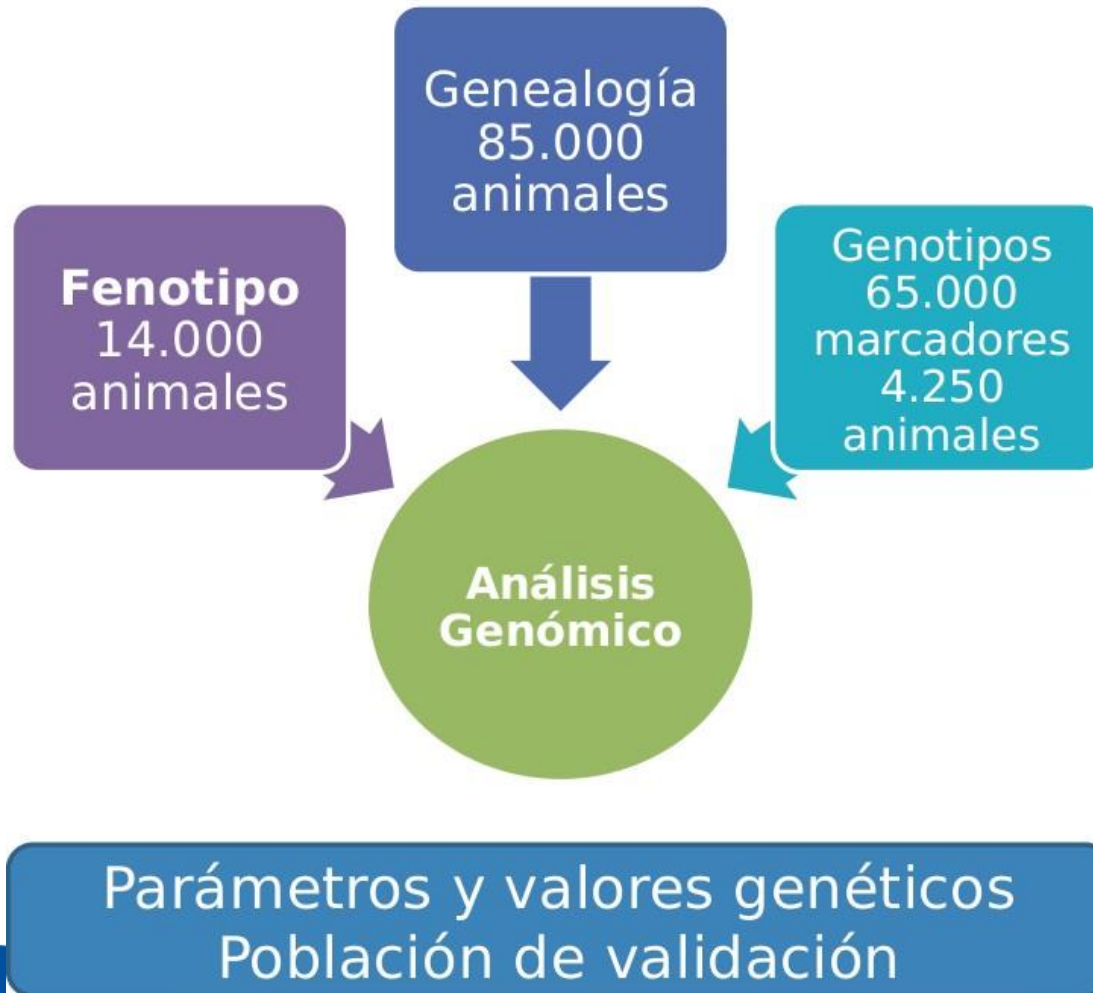 Genealogía
85.000
animales
Fenotipo
14.000
animales
Genotipos
65.000
marcadores
4.250
animales
Análisis
Genómico
Parámetros y valores genéticos
Población de validación